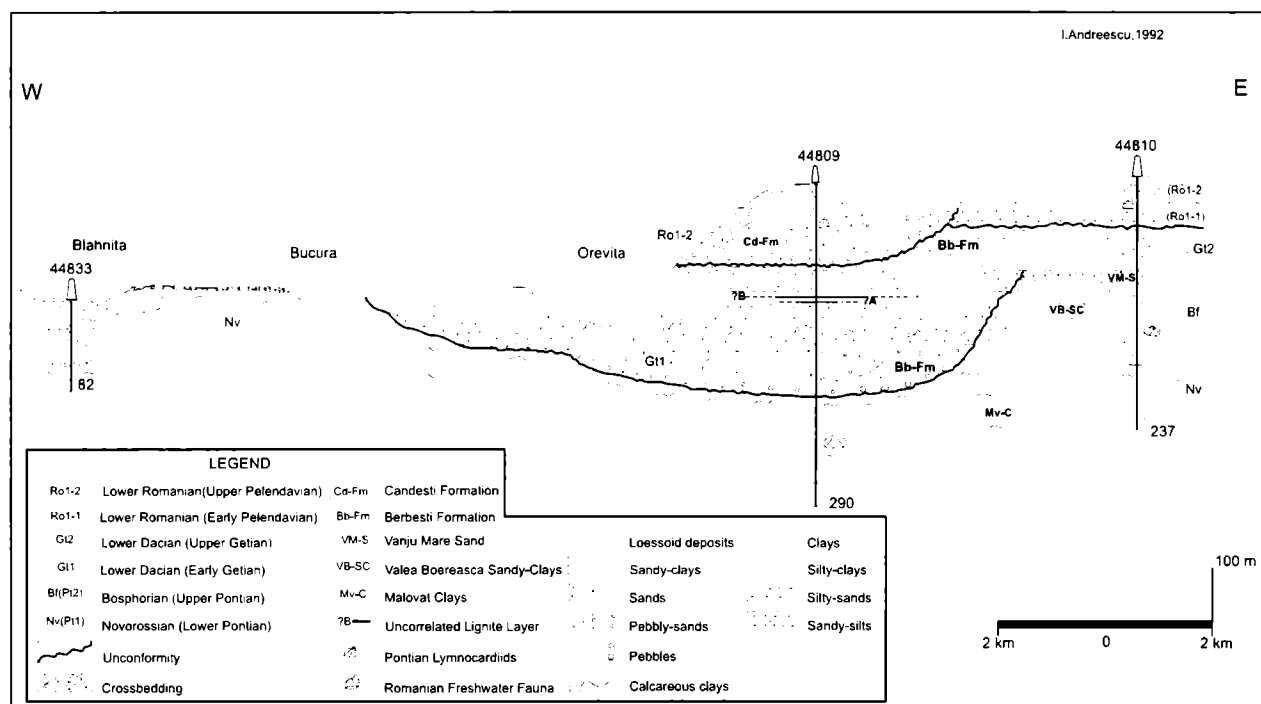 I.Andreescu,1992
W
E
44809
44810
(Ro1-2
(Ro1-1)
Ro1-2
Cd-Fm
Bb-Fm
Gt2
Blahnita
Bucura
Orevita
44833
?B
?A
VM-S
VB-SC
Bf
Nv
Gt1
Bb-Fm
82
Nv
Mv-C
237
290
LEGEND
Ro1-2 Lower Romanian(Upper Pelendavian) Cd-Fm Candesti Formation
Ro1-1 Lower Romanian (Early Pelendavian) Bb-Fm Berbesti Formation
Gt2 Lower Dacian (Upper Getian) VM-S Vanju Mare Sand Loessoid deposits Clays
Gt1 Lower Dacian (Early Getian) VB-SC Valea Boereasca Sandy-Clays Sandy-clays Silty-clays
Bf(Pt2) Bosphorian (Upper Pontian) Mv-C Malovat Clays Sands Silty-sands
Nv(Pt1) Novorossian (Lower Pontian) ?B Uncorrelated Lignite Layer Pebbly-sands Sandy-silts
Unconformity Pontian Lymnocardiids Pebbles
Crossbedding Romanian Freshwater Fauna Calcareous clays
100 m
2 km 0 2 km